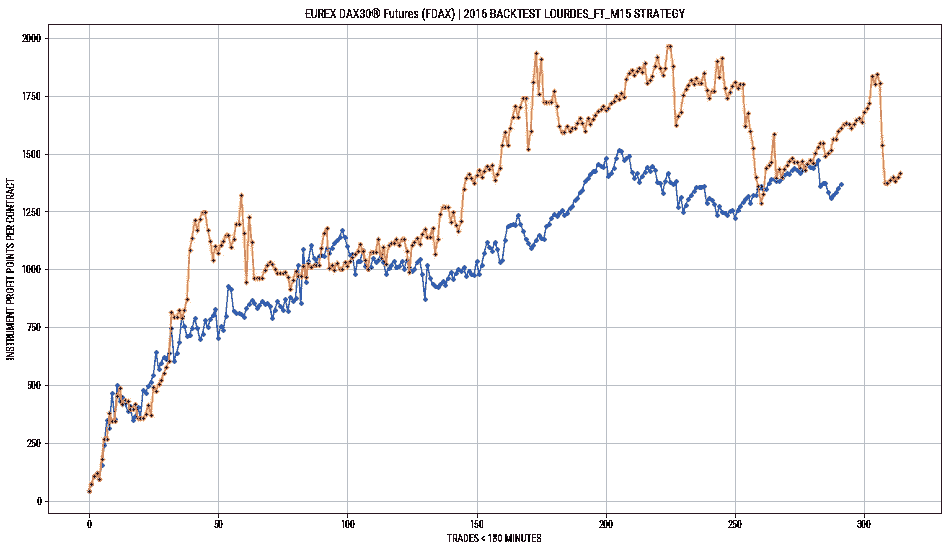 EUREX DAX30® Futures (FDAX) | 2016 BACKTEST LOURDES_FT_M15 STRATEGY
INSTRUMENT PROFIT POINTS PER CONTRACT
2000
1750
1500
1250
1000
750
500
250
0
0 50 100 150 200 250 300
TRADES < 180 MINUTES